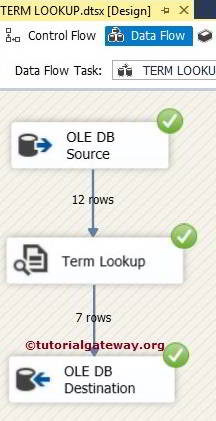 TERM LOOKUP.dtsx [Design]
Control Flow
Data Flow
Data Flow Task:
TERM LOOKU
OLE DB
Source
12 rows
Term Lookup
7 rows
©tutorialgateway.org
OLE DB
Destination